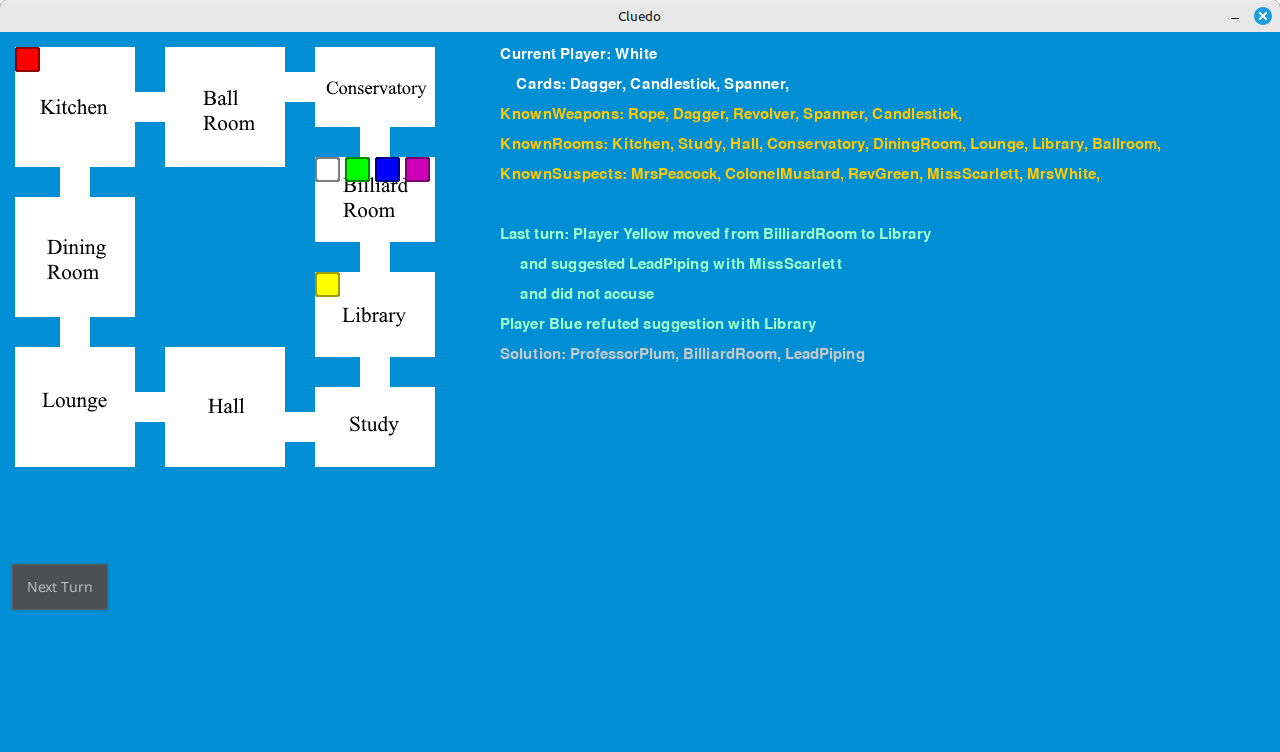 Cludo
Kitchen
Ball
Room
Conservatory
Billiard
Room
Dining
Room
Library
Lounge
Hall
Study
Next Turn
Current Player: White
Cards: Dagger, Candlestick, Spanner,
KnownWeapons: Rope, Dagger, Revolver, Spanner, Candlestick,
KnownRooms: Kitchen, Study, Hall, Conservatory, DiningRoom, Lounge, Library, Ballroom,
KnownSuspects: MrsPeacock, ColonelMustard, RevGreen, MissScarlett, MrsWhite,
Last turn: Player Yellow moved from BilliardRoom to Library
and suggested LeadPiping with MissScarlett
and did not accuse
Player Blue refuted suggestion with Library
Solution: ProfessorPlum, BilliardRoom, LeadPiping